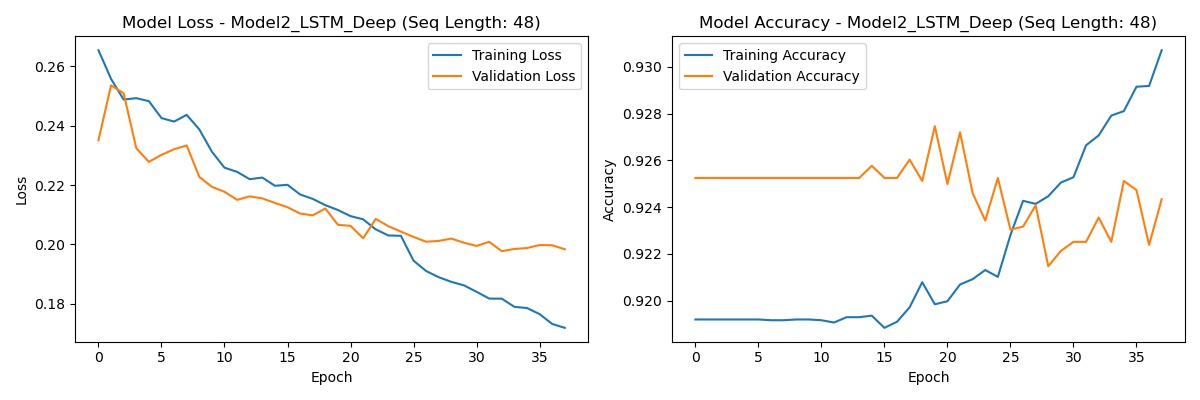 Model Loss - Model2_LSTM_Deep (Seq Length: 48)
Training Loss
Validation Loss
0.26
0.24
0.22
0.20
0.18
Loss
0 5 10 15 20 25 30 35
Epoch
Model Accuracy - Model2_LSTM_Deep (Seq Length: 48)
Training Accuracy
Validation Accuracy
0.930
0.928
0.926
0.924
0.922
0.920
Accuracy
0 5 10 15 20 25 30 35
Epoch